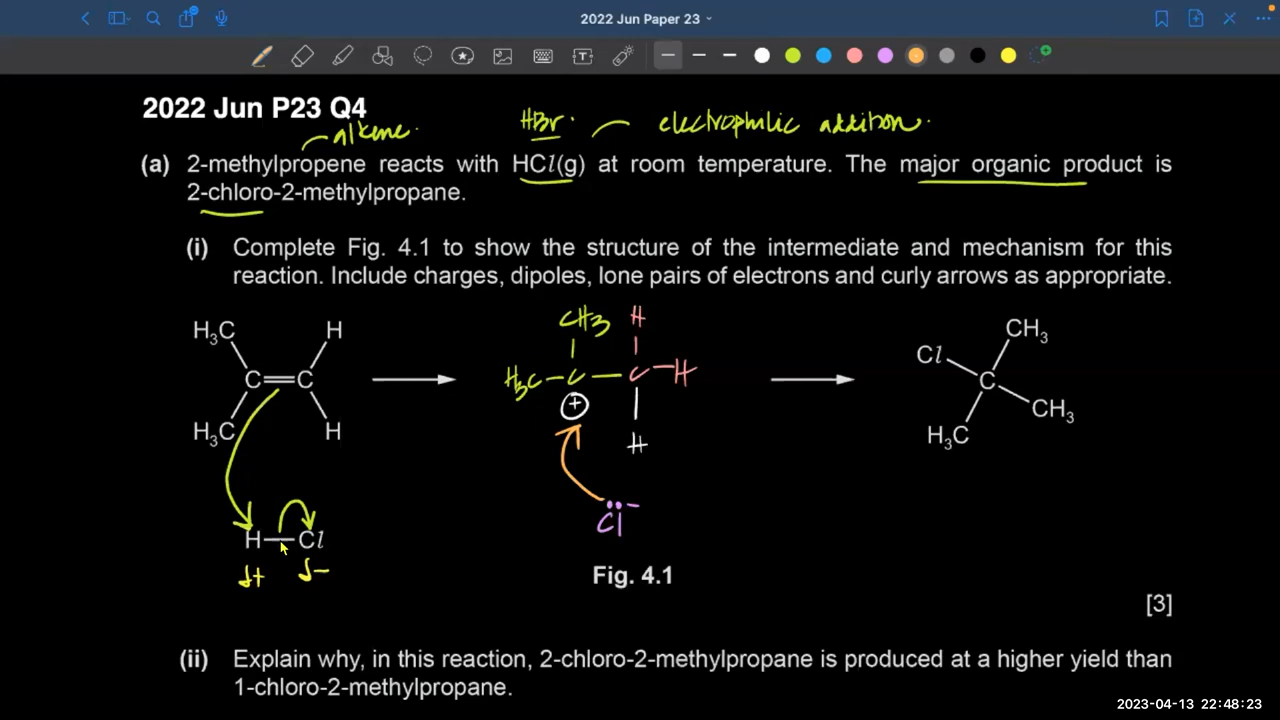 2022 Jun Paper 23
T
2022 Jun P23 Q4
alkene.
HBr.
electrophilic addition.
(a) 2-methylpropene reacts with HCl(g) at room temperature. The major organic product is
2-chloro-2-methylpropane.
(i) Complete Fig. 4.1 to show the structure of the intermediate and mechanism for this
reaction. Include charges, dipoles, lone pairs of electrons and curly arrows as appropriate.
H₃C H
C C
H₃C H
H Cl
δ+ δ−
CH₃ H
H₃C C C H
+
H
Cl−
CH₃
Cl
C
CH₃
H₃C
Fig. 4.1
[3]
(ii) Explain why, in this reaction, 2-chloro-2-methylpropane is produced at a higher yield than
1-chloro-2-methylpropane.
2023-04-13 22:48:23